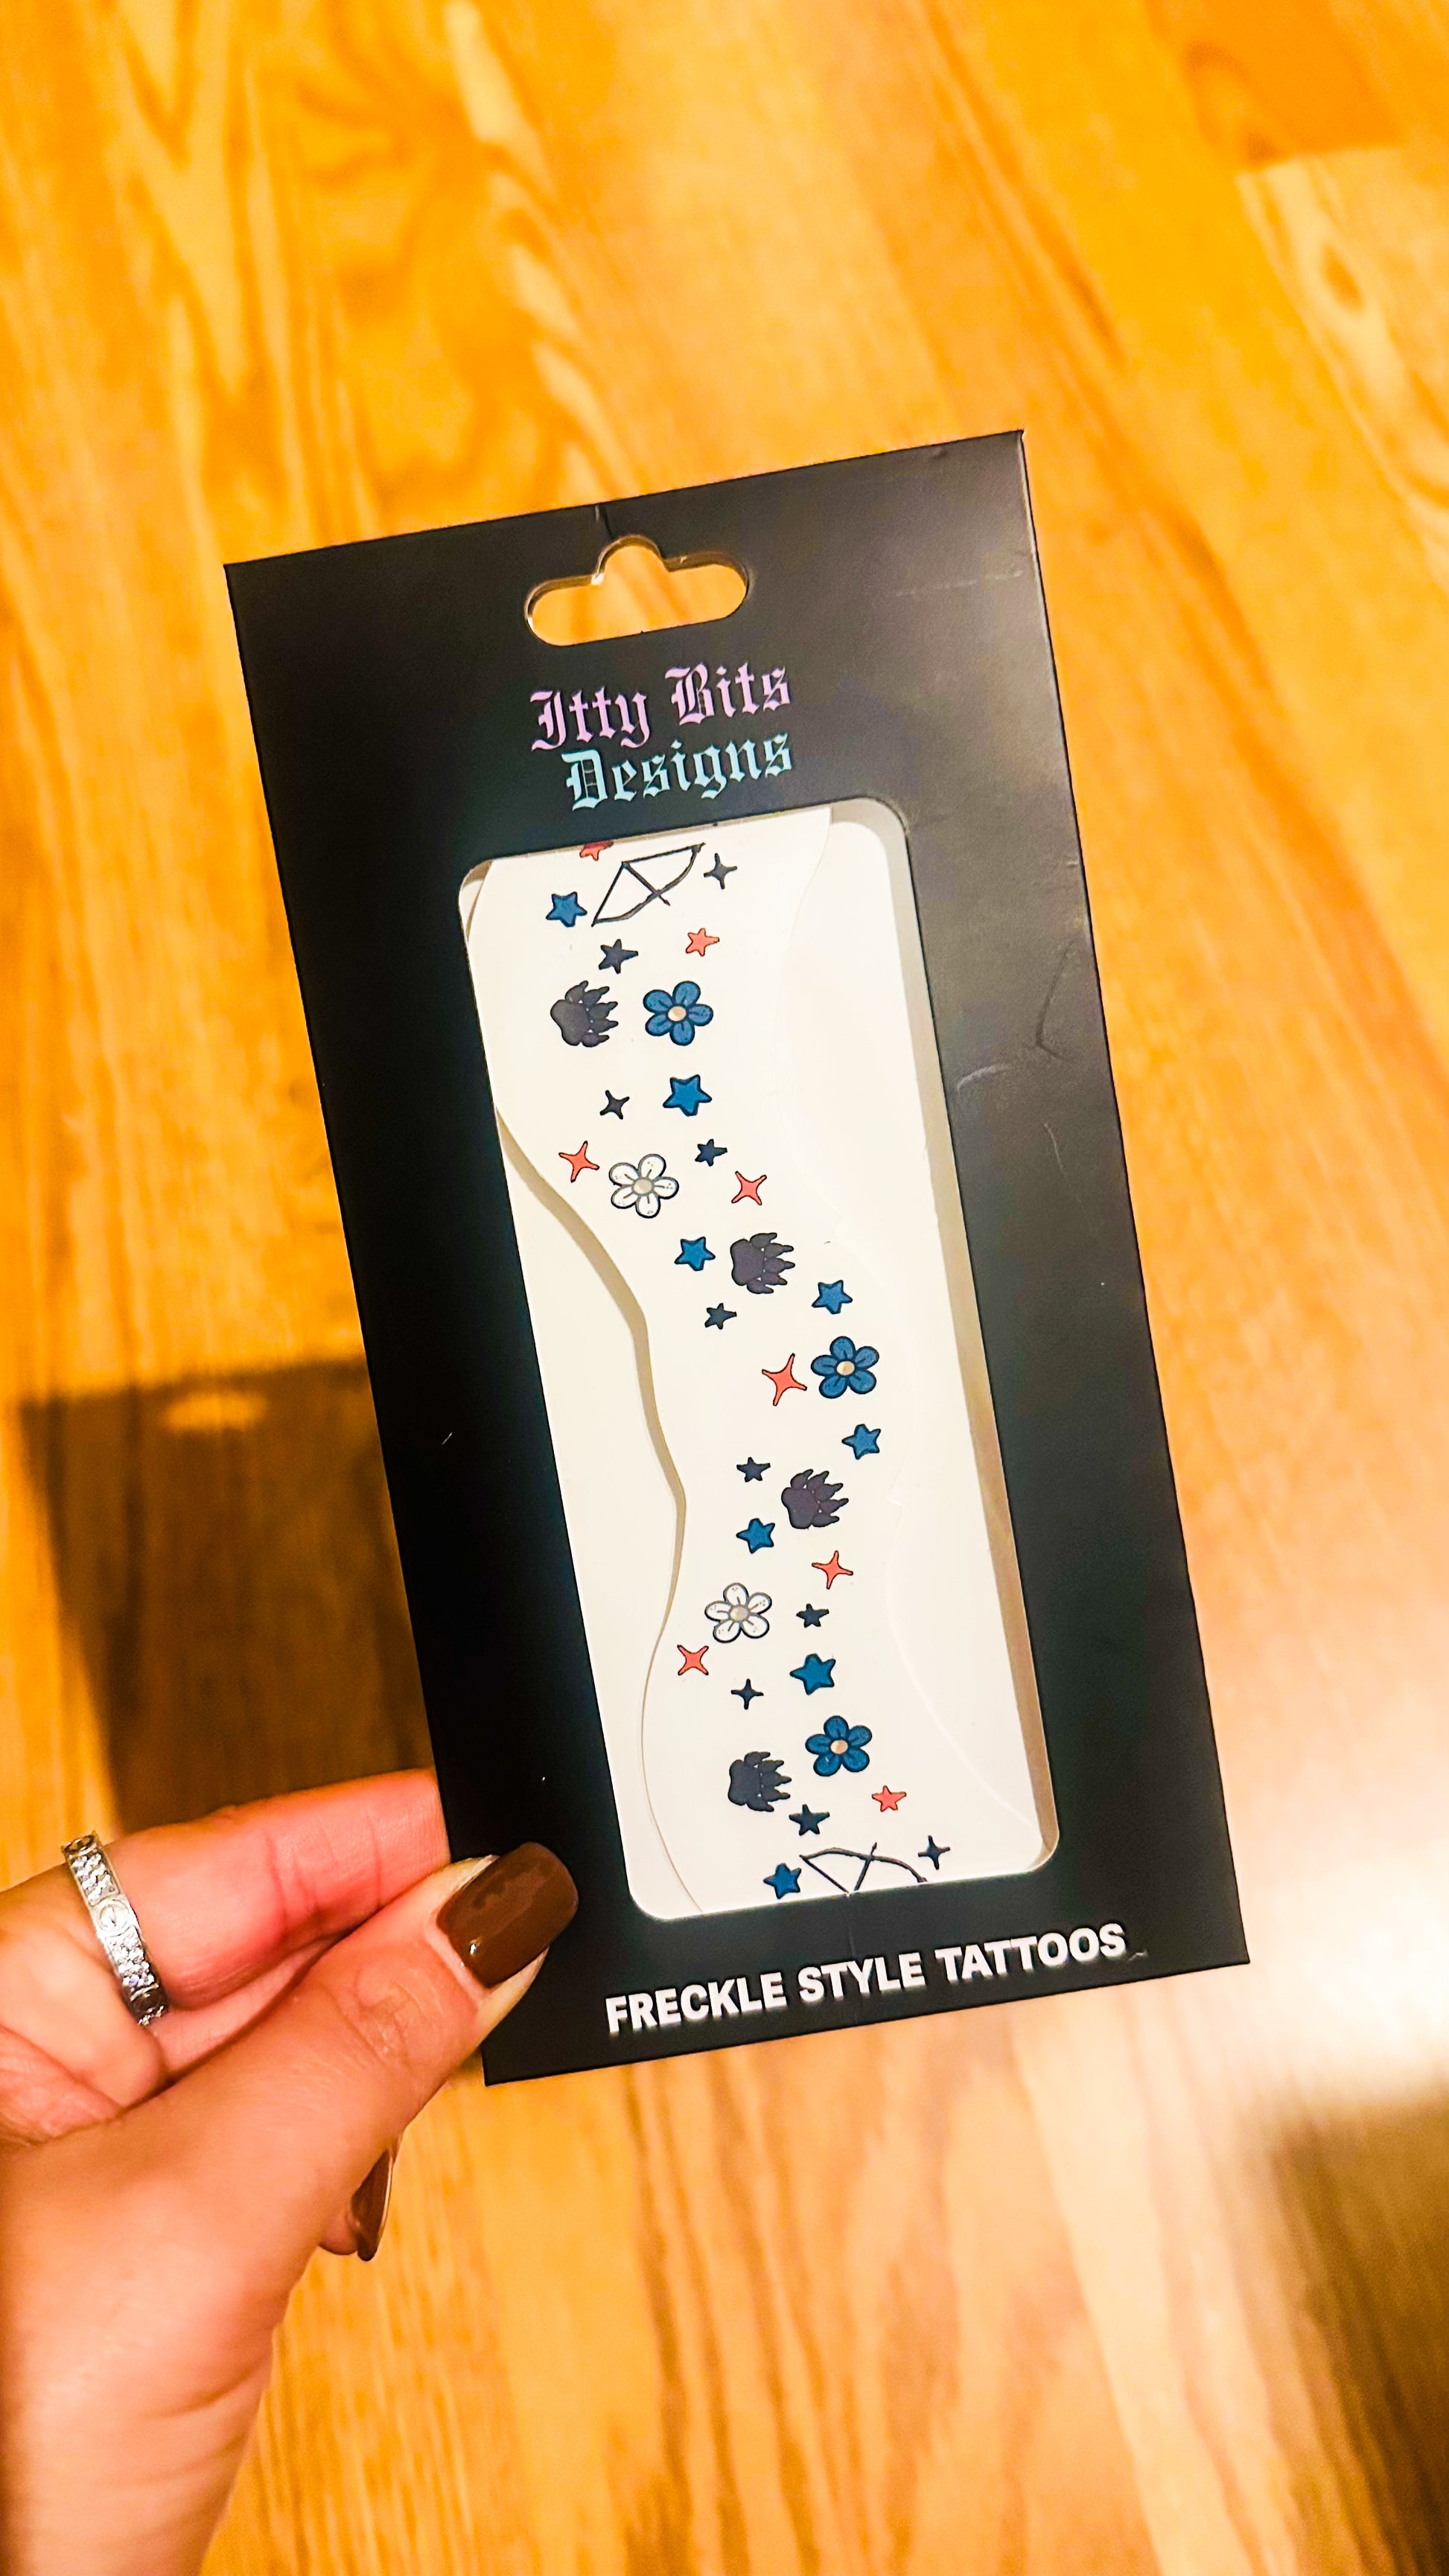 Itty Bits
Designs
FRECKLE STYLE TATTOOS